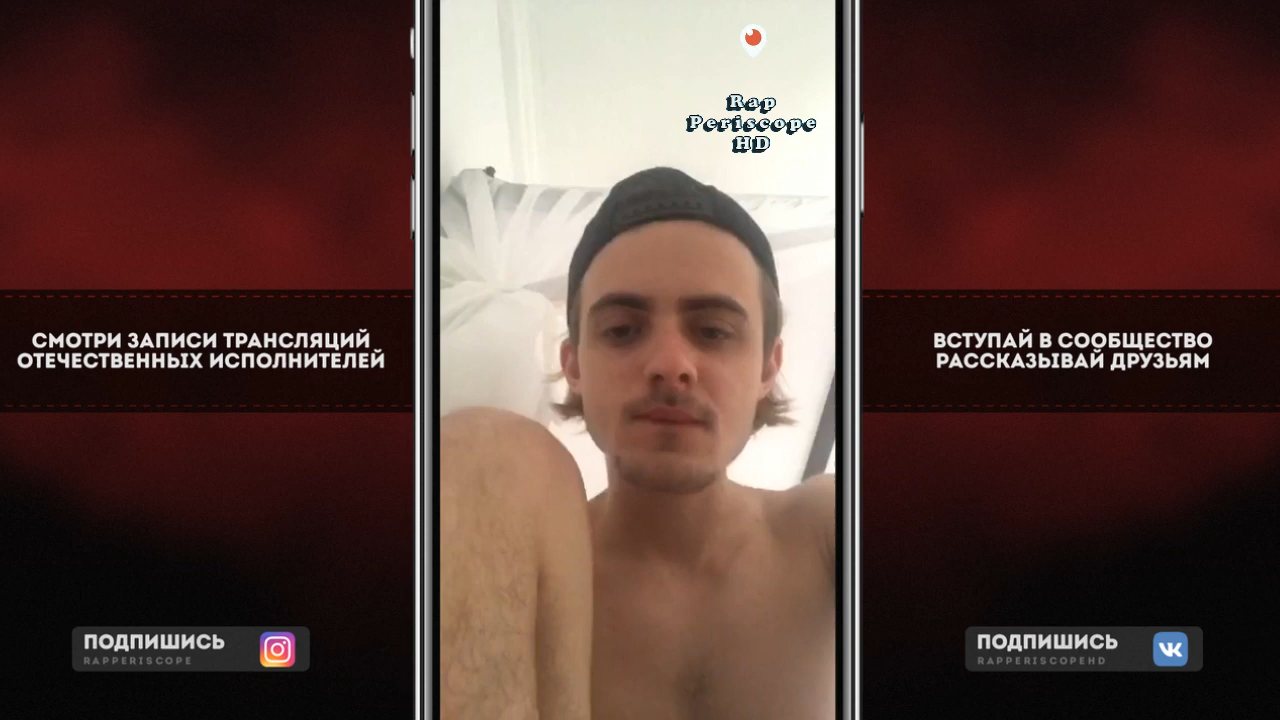 Rap
Periscope
HD
СМОТРИ ЗАПИСИ ТРАНСЛЯЦИЙ
ОТЕЧЕСТВЕННЫХ ИСПОЛНИТЕЛЕЙ
ВСТУПАЙ В СООБЩЕСТВО
РАССКАЗЫВАЙ ДРУЗЬЯМ
ПОДПИШИСЬ
RAPPERISCOPE
ПОДПИШИСЬ
RAPPERISCOPEHD